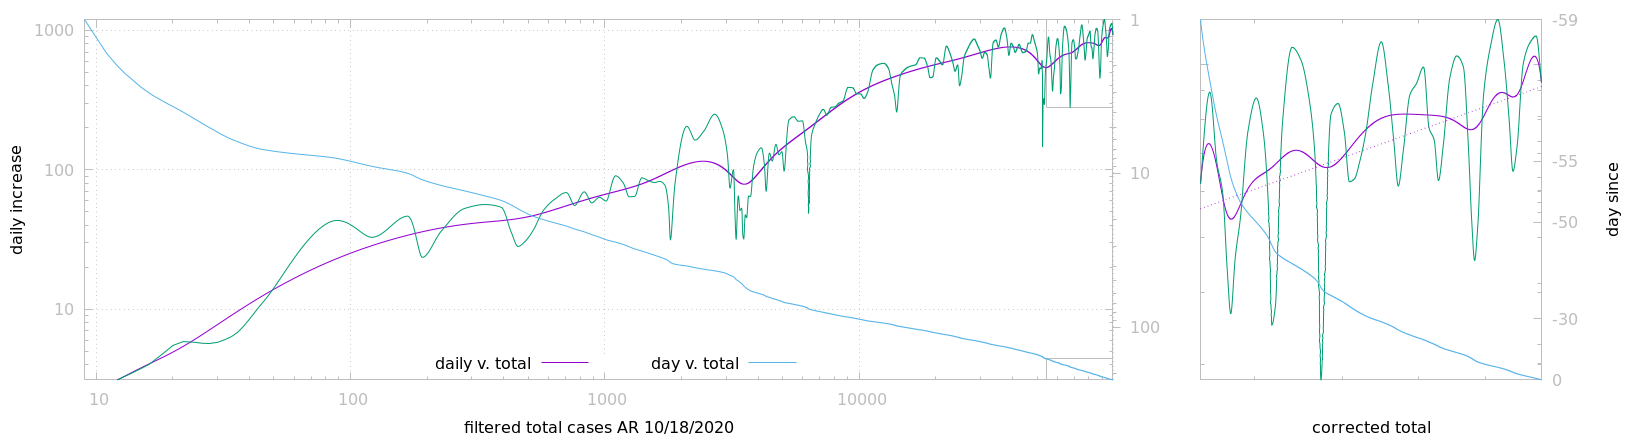 1000
100
10
daily increase
10
100
1000
10000
filtered total cases AR 10/18/2020
daily v. total
day v. total
1
10
100
-59
-55
-50
-30
0
day since
corrected total